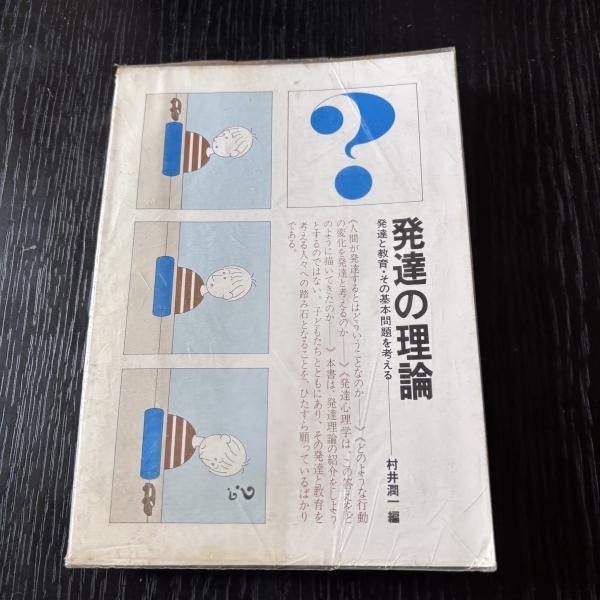 ?
発達の理論
発達と教育・その基本問題を考える
村井潤一 編
《人間が発達するとはどういうことなのか――》《どのような行動
の変化を発達と考えるのか――》《発達心理学は、この答えをど
のように描いてきたのか――》本書は、発達理論の紹介をしよう
とするのではない。子どもたちとともにあり、その発達と教育を
考える人々への踏み石となることを、ひたすら願っているばかり
である。
?
?